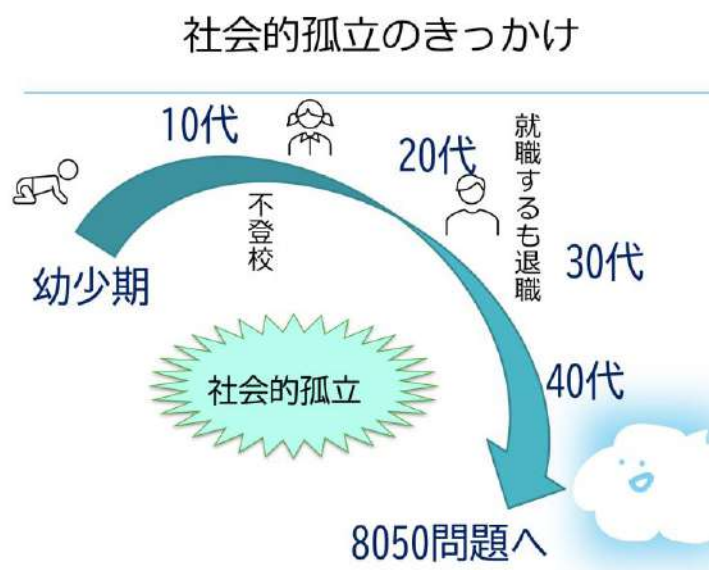 社会的孤立のきっかけ
10代
20代
就職するも退職
不登校
30代
幼少期
社会的孤立
40代
8050問題へ